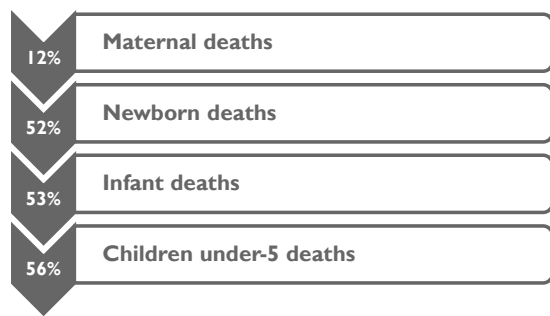 12% Maternal deaths
52% Newborn deaths
53% Infant deaths
56% Children under-5 deaths